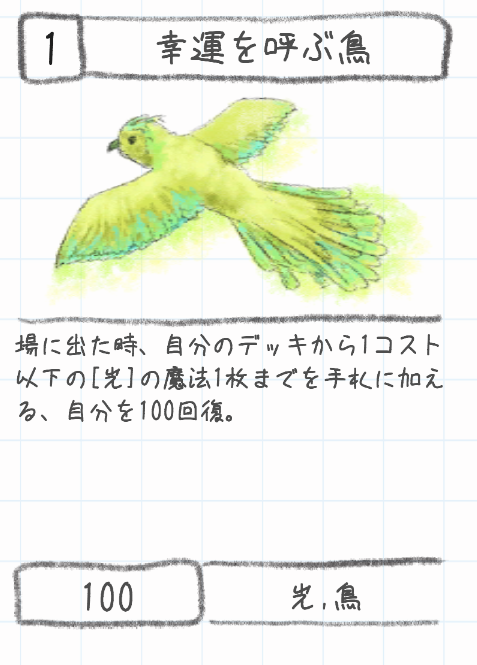 1
幸運を呼ぶ鳥
場に出た時、自分のデッキから1コスト
以下の[光]の魔法1枚までを手札に加え
る、自分を100回復。
100
光,鳥